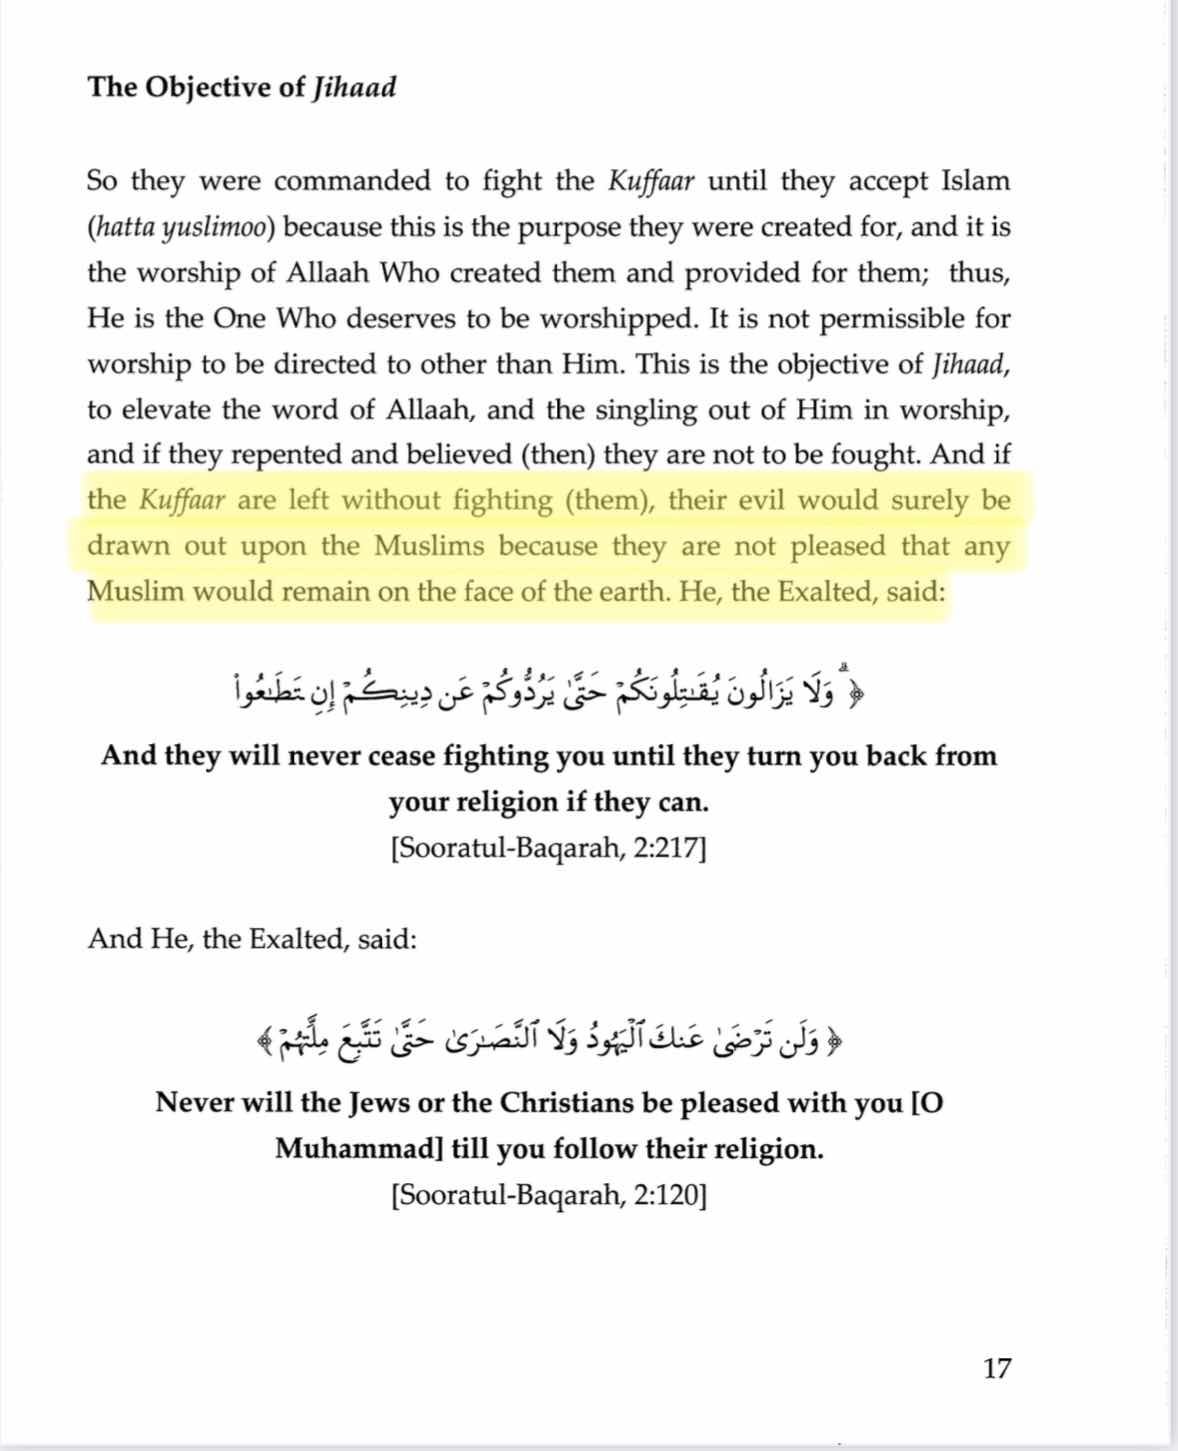 The Objective of Jihaad
So they were commanded to fight the Kuffaar until they accept Islam
(hatta yuslimoo) because this is the purpose they were created for, and it is
the worship of Allaah Who created them and provided for them; thus,
He is the One Who deserves to be worshipped. It is not permissible for
worship to be directed to other than Him. This is the objective of Jihaad,
to elevate the word of Allaah, and the singling out of Him in worship,
and if they repented and believed (then) they are not to be fought. And if
the Kuffaar are left without fighting (them), their evil would surely be
drawn out upon the Muslims because they are not pleased that any
Muslim would remain on the face of the earth. He, the Exalted, said:
﴿ وَلَا يَزَالُونَ يُقَـٰتِلُونَكُمْ حَتَّىٰ يَرُدُّوكُمْ عَن دِينِكُمْ إِنِ ٱسْتَطَـٰعُوا۟
And they will never cease fighting you until they turn you back from
your religion if they can.
[Sooratul-Baqarah, 2:217]
And He, the Exalted, said:
﴿ وَلَن تَرْضَىٰ عَنكَ ٱلْيَهُودُ وَلَا ٱلنَّصَـٰرَىٰ حَتَّىٰ تَتَّبِعَ مِلَّتَهُمْ ﴾
Never will the Jews or the Christians be pleased with you [O
Muhammad] till you follow their religion.
[Sooratul-Baqarah, 2:120]
17